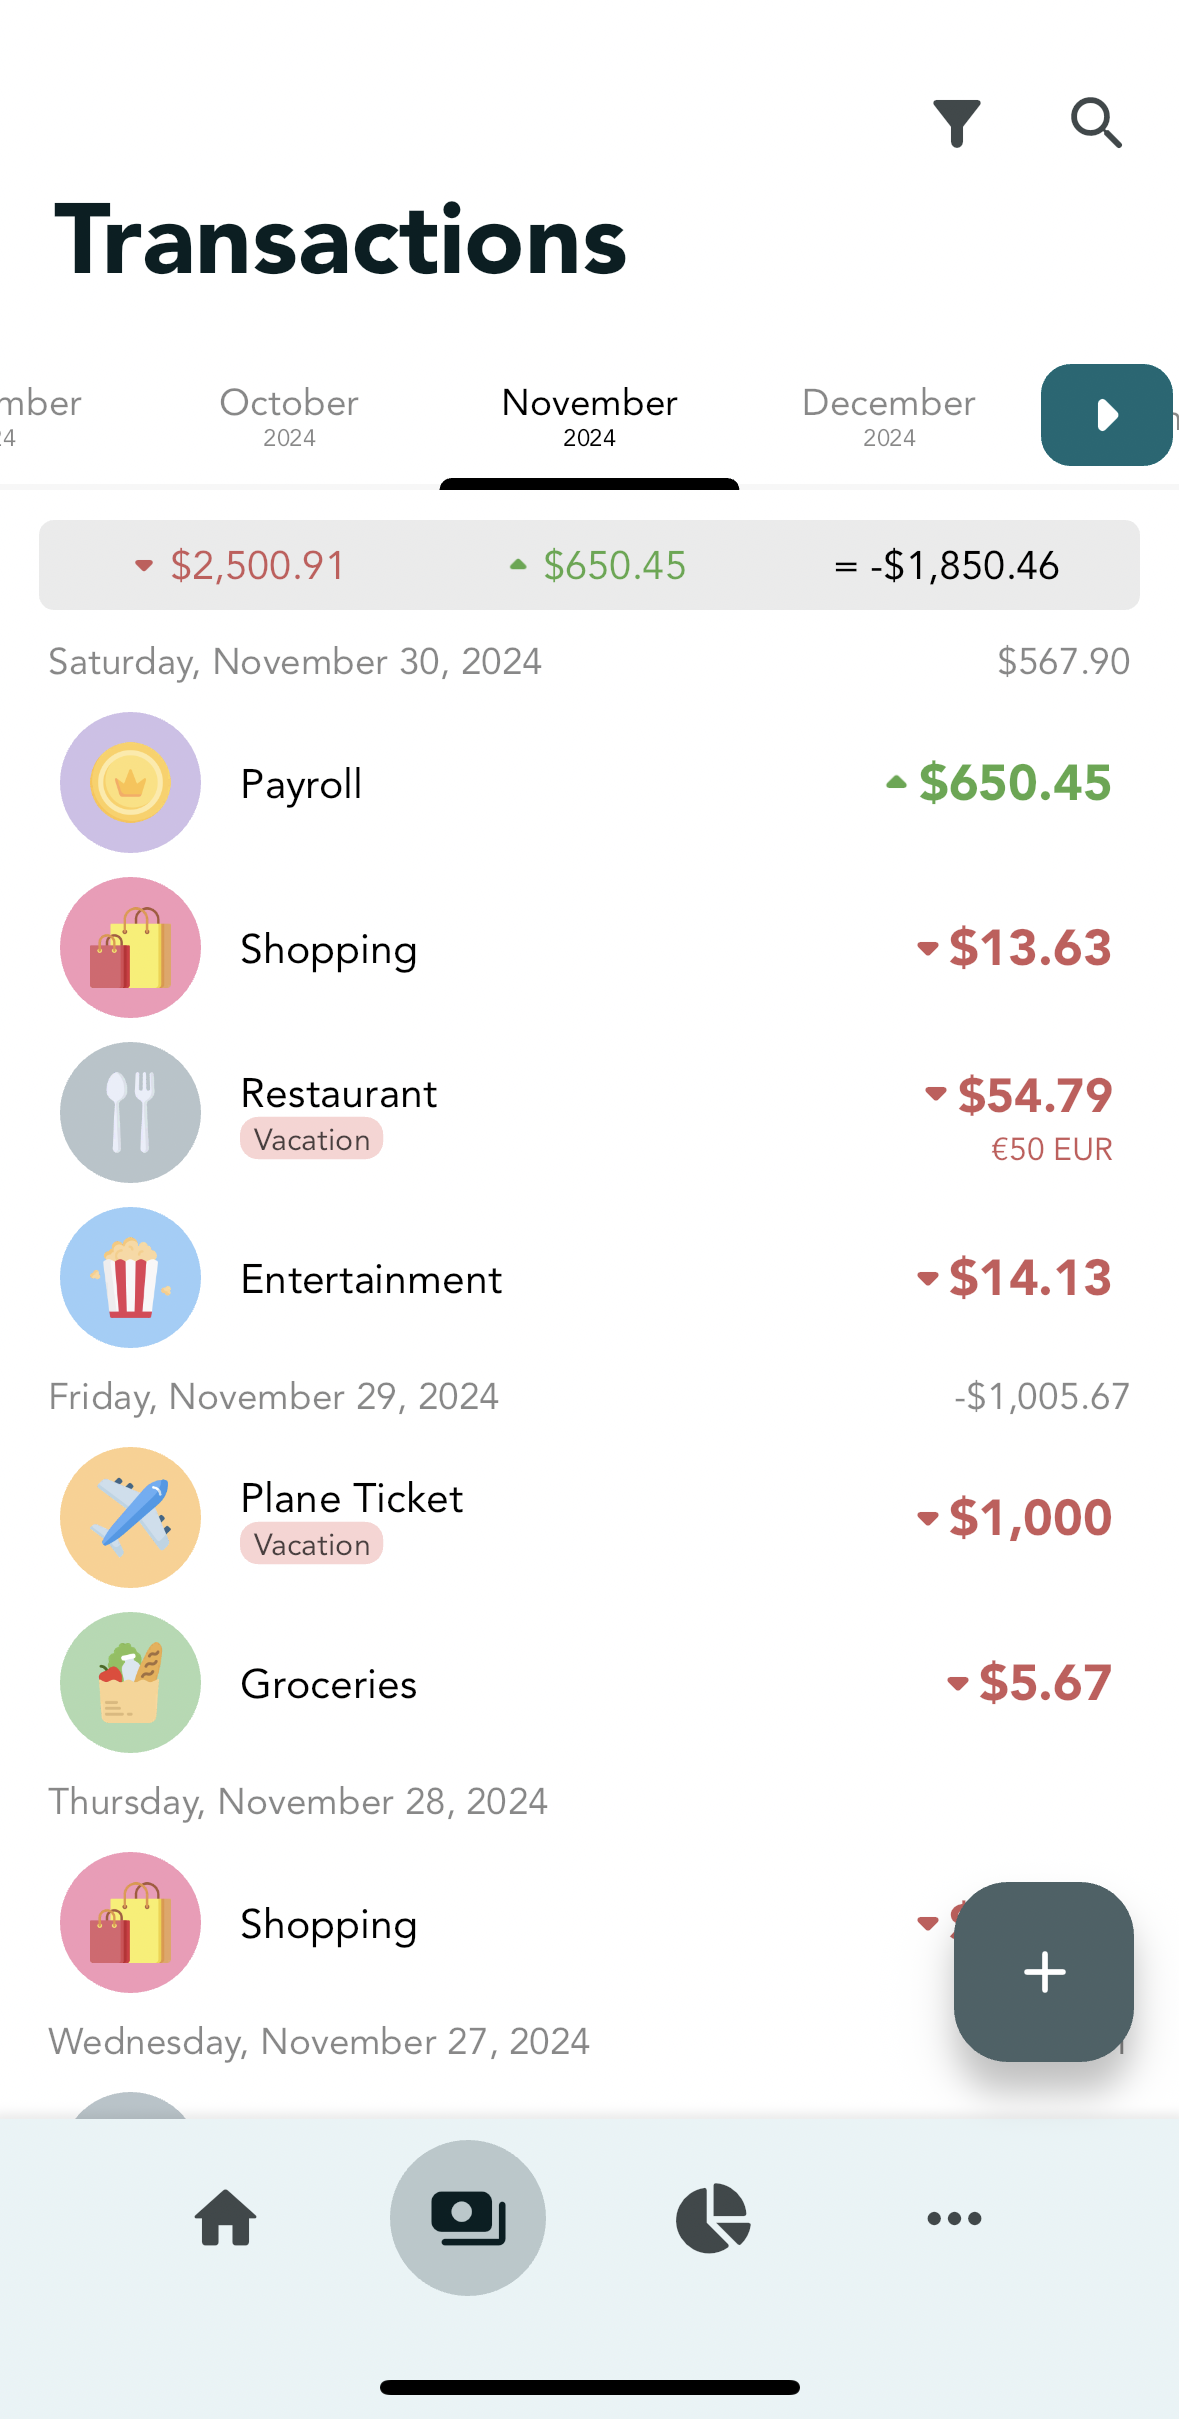 Transactions
October
November
December
2024
2024
2024
$2,500.91
$650.45
= -$1,850.46
Saturday, November 30, 2024
$567.90
Payroll
$650.45
Shopping
$13.63
Restaurant
$54.79
Vacation
€50 EUR
Entertainment
$14.13
Friday, November 29, 2024
-$1,005.67
Plane Ticket
$1,000
Vacation
Groceries
$5.67
Thursday, November 28, 2024
Shopping
Wednesday, November 27, 2024